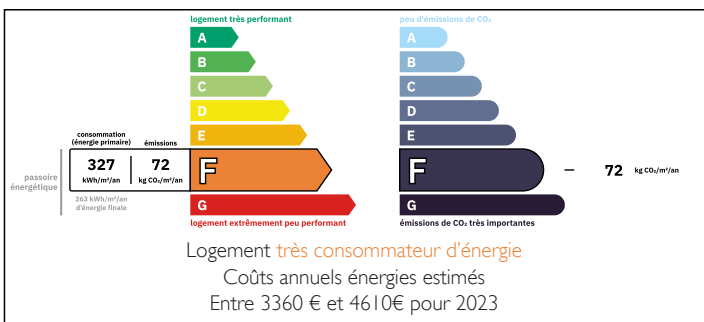 logement très performant
A
B
C
D
E
consommation
(énergie primaire)
émissions
passoire
énergétique
327
kWh/m²/an
72
kg CO₂/m²/an
F
263 kWh/m²/an
d'énergie finale
G
logement extrêmement peu performant
peu d'émissions de CO₂
A
B
C
D
E
F
72 kg CO₂/m²/an
G
émissions de CO₂ très importantes
Logement très consommateur d'énergie
Coûts annuels énergies estimés
Entre 3360 € et 4610€ pour 2023